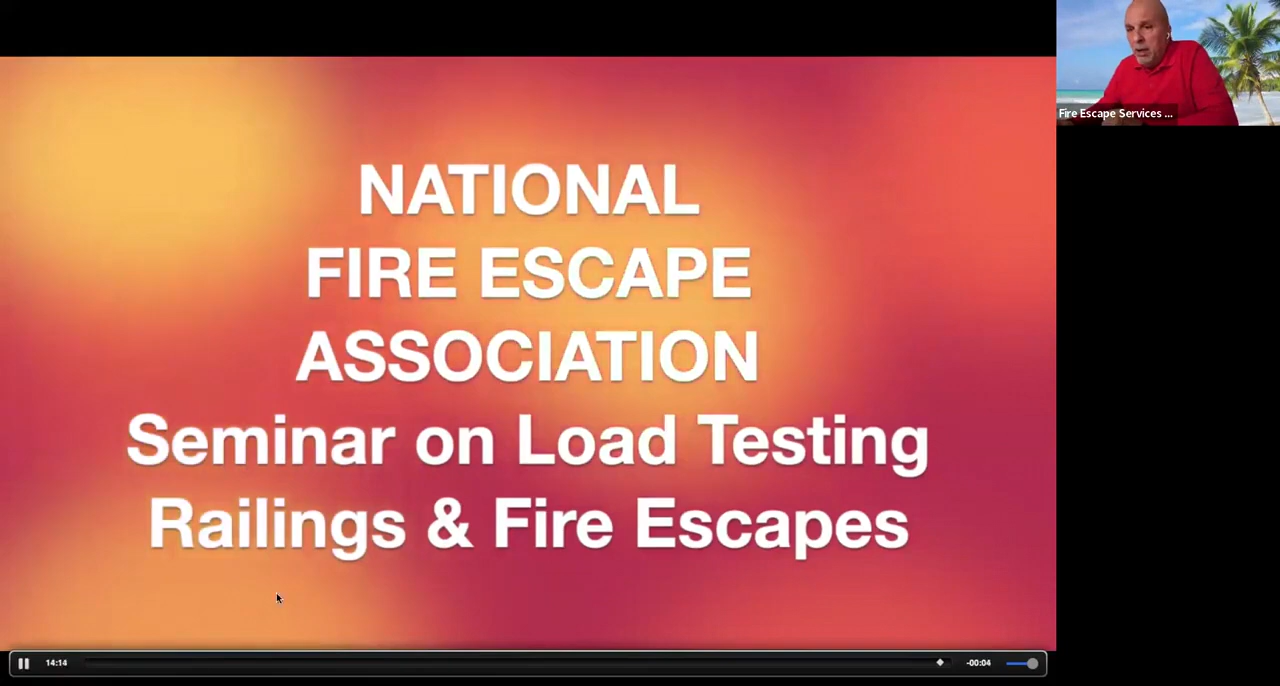 NATIONAL
FIRE ESCAPE
ASSOCIATION
Seminar on Load Testing
Railings & Fire Escapes
Fire Escape Services ...
14:14
-00:04